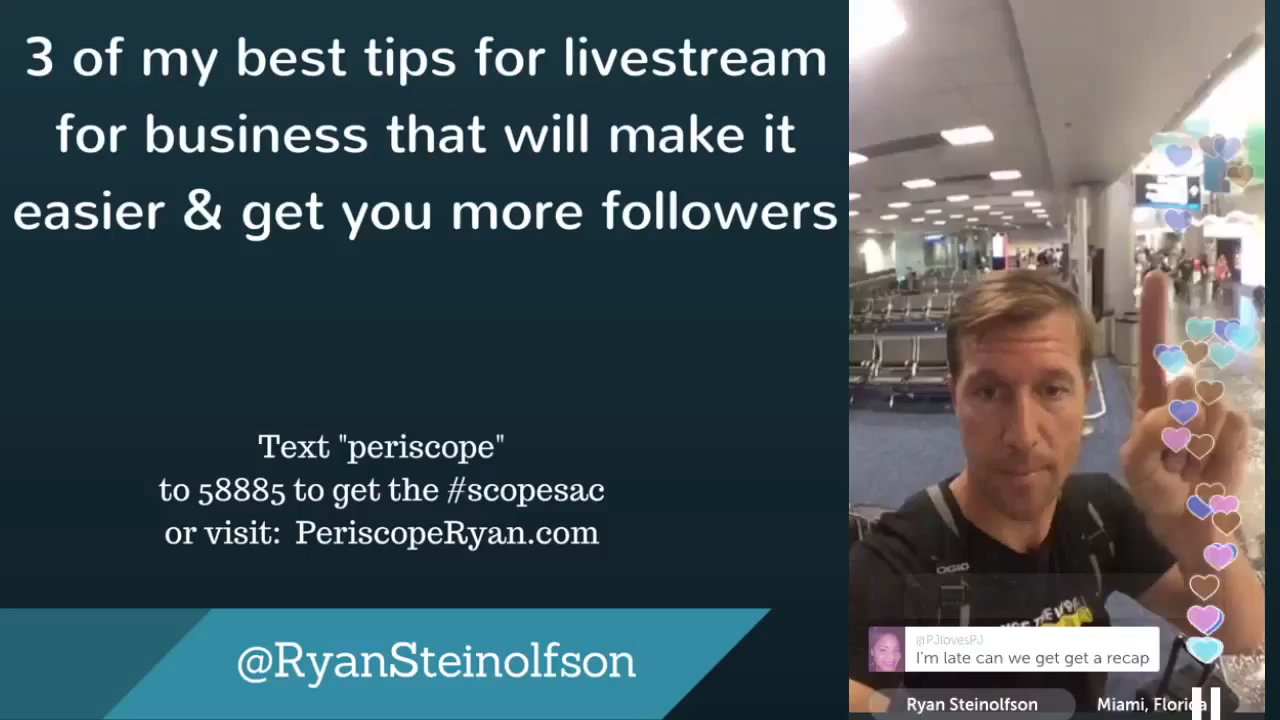 3 of my best tips for livestream
for business that will make it
easier & get you more followers
Text "periscope"
to 58885 to get the #scopesac
or visit: PeriscopeRyan.com
@RyanSteinolfson
OGIO
@PJlovesPJ
I'm late can we get get a recap
Ryan Steinolfson
Miami, Florida